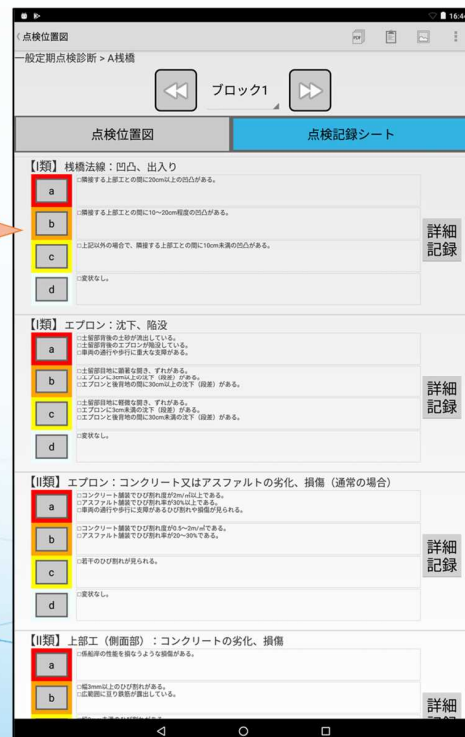 16:44
点検位置図
PDF
一般定期点検診断 > A桟橋
ブロック1
点検位置図
点検記録シート
【I類】桟橋法線：凹凸、出入り
a
□隣接する上部工との間に20cm以上の凹凸がある。
b
□隣接する上部工との間に10～20cm程度の凹凸がある。
c
□上記以外の場合で、隣接する上部工との間に10cm未満の凹凸がある。
d
□変状なし。
詳細
記録
【I類】エプロン：沈下、陥没
a
□土留部背後の土砂が流出している。
□土留部背後のエプロンが陥没している。
□車両の通行や歩行に重大な支障がある。
b
□土留部目地に顕著な開き、ずれがある。
□エプロンに3cm以上の沈下（段差）がある。
□エプロンと後背地の間に30cm以上の沈下（段差）がある。
c
□土留部目地に軽微な開き、ずれがある。
□エプロンに3cm未満の沈下（段差）がある。
□エプロンと後背地の間に30cm未満の沈下（段差）がある。
d
□変状なし。
詳細
記録
【II類】エプロン：コンクリート又はアスファルトの劣化、損傷（通常の場合）
a
□コンクリート舗装でひび割れ度が2m/㎡以上である。
□アスファルト舗装でひび割れ率が30%以上である。
□車両の通行や歩行に支障があるひび割れや損傷が見られる。
b
□コンクリート舗装でひび割れ度が0.5～2m/㎡である。
□アスファルト舗装でひび割れ率が20～30%である。
c
□若干のひび割れが見られる。
d
□変状なし。
詳細
記録
【II類】上部工（側面部）：コンクリートの劣化、損傷
a
□係船岸の性能を損なうような損傷がある。
b
□幅3mm以上のひび割れがある。
□広範囲に亘り鉄筋が露出している。
詳細